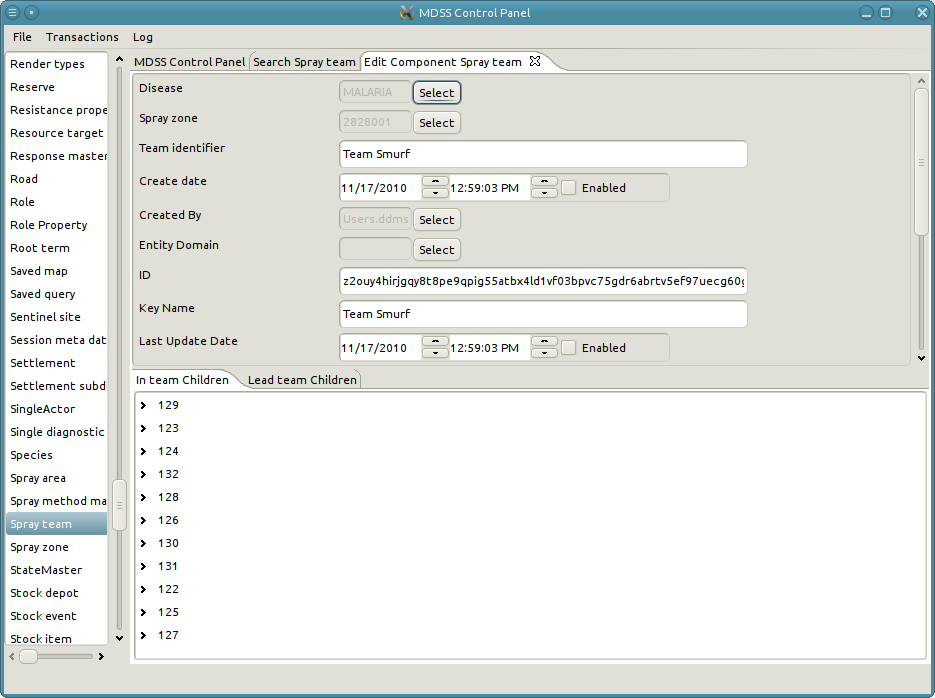 MDSS Control Panel
File Transactions Log
Render types
Reserve
Resistance prope
Resource target
Response master
Road
Role
Role Property
Root term
Saved map
Saved query
Sentinel site
Session meta dat
Settlement
Settlement subd
SingleActor
Single diagnostic
Species
Spray area
Spray method ma
Spray team
Spray zone
StateMaster
Stock depot
Stock event
Stock item
MDSS Control Panel Search Spray team Edit Component Spray team
Disease MALARIA Select
Spray zone 2828001 Select
Team identifier Team Smurf
Create date 11/17/2010 12:59:03 PM Enabled
Created By Users.ddms Select
Entity Domain Select
ID z2ouy4hirjgqy8t8pe9qpig55atbx4ld1vf03bpvc75gdr6abrtv5ef97uecg60g
Key Name Team Smurf
Last Update Date 11/17/2010 12:59:03 PM Enabled
In team Children Lead team Children
129
123
124
132
128
126
130
131
122
125
127